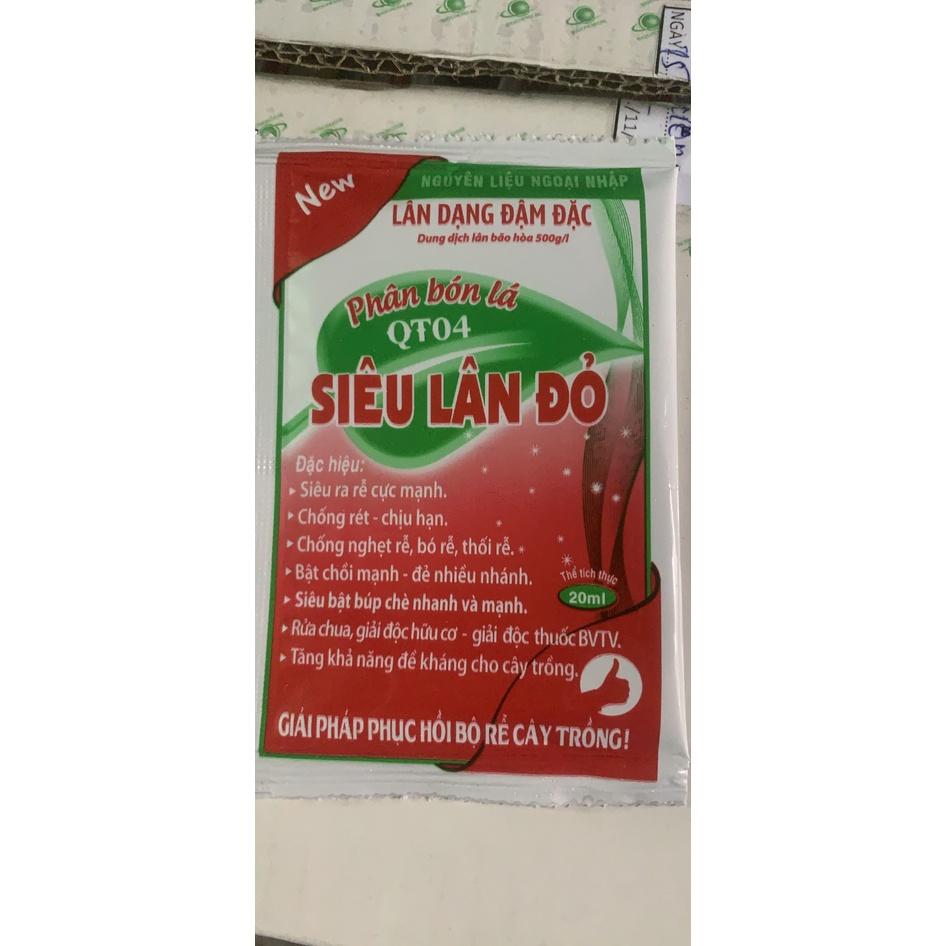 NGÀY
15
/11/
New
NGUYÊN LIỆU NGOẠI NHẬP
LÂN DẠNG ĐẬM ĐẶC
Dung dịch lân bão hòa 500g/l
Phân bón lá
QT04
SIÊU LÂN ĐỎ
Đặc hiệu:
▸ Siêu ra rễ cực mạnh.
▸ Chống rét - chịu hạn.
▸ Chống nghẹt rễ, bó rễ, thối rễ.
▸ Bật chồi mạnh - đẻ nhiều nhánh.
▸ Siêu bật búp chè nhanh và mạnh.
▸ Rửa chua, giải độc hữu cơ - giải độc thuốc BVTV.
▸ Tăng khả năng đề kháng cho cây trồng.
Thể tích thực
20ml
GIẢI PHÁP PHỤC HỒI BỘ RỄ CÂY TRỒNG!